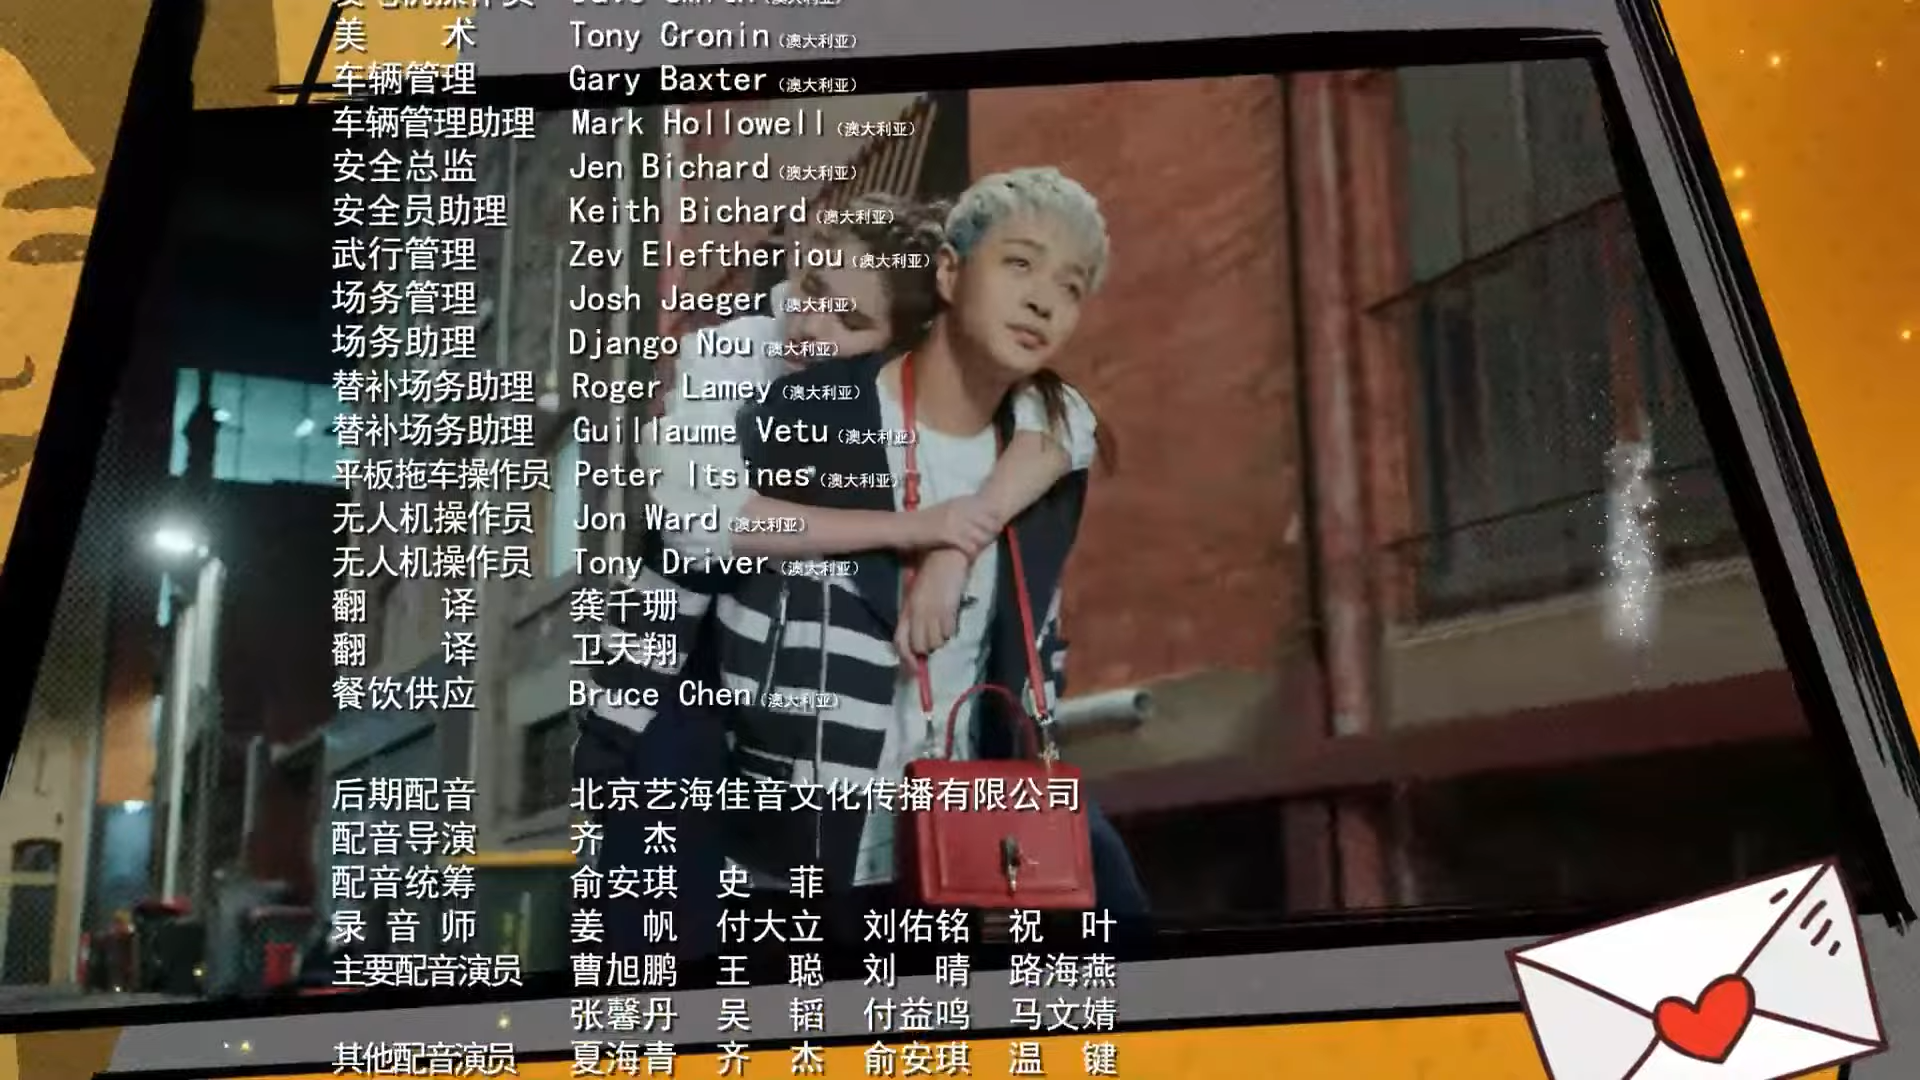 美术 Tony Cronin（澳大利亚）
车辆管理 Gary Baxter（澳大利亚）
车辆管理助理 Mark Hollowell（澳大利亚）
安全总监 Jen Bichard（澳大利亚）
安全员助理 Keith Bichard（澳大利亚）
武行管理 Zev Eleftheriou（澳大利亚）
场务管理 Josh Jaeger（澳大利亚）
场务助理 Django Nou（澳大利亚）
替补场务助理 Roger Lamey（澳大利亚）
替补场务助理 Guillaume Vetu（澳大利亚）
平板拖车操作员 Peter Itsines（澳大利亚）
无人机操作员 Jon Ward（澳大利亚）
无人机操作员 Tony Driver（澳大利亚）
翻译 龚千珊
翻译 卫天翔
餐饮供应 Bruce Chen（澳大利亚）
后期配音 北京艺海佳音文化传播有限公司
配音导演 齐杰
配音统筹 俞安琪 史菲
录音师 姜帆 付大立 刘佑铭 祝叶
主要配音演员 曹旭鹏 王聪 刘晴 路海燕
张馨丹 吴韬 付益鸣 马文婧
其他配音演员 夏海青 齐杰 俞安琪 温键